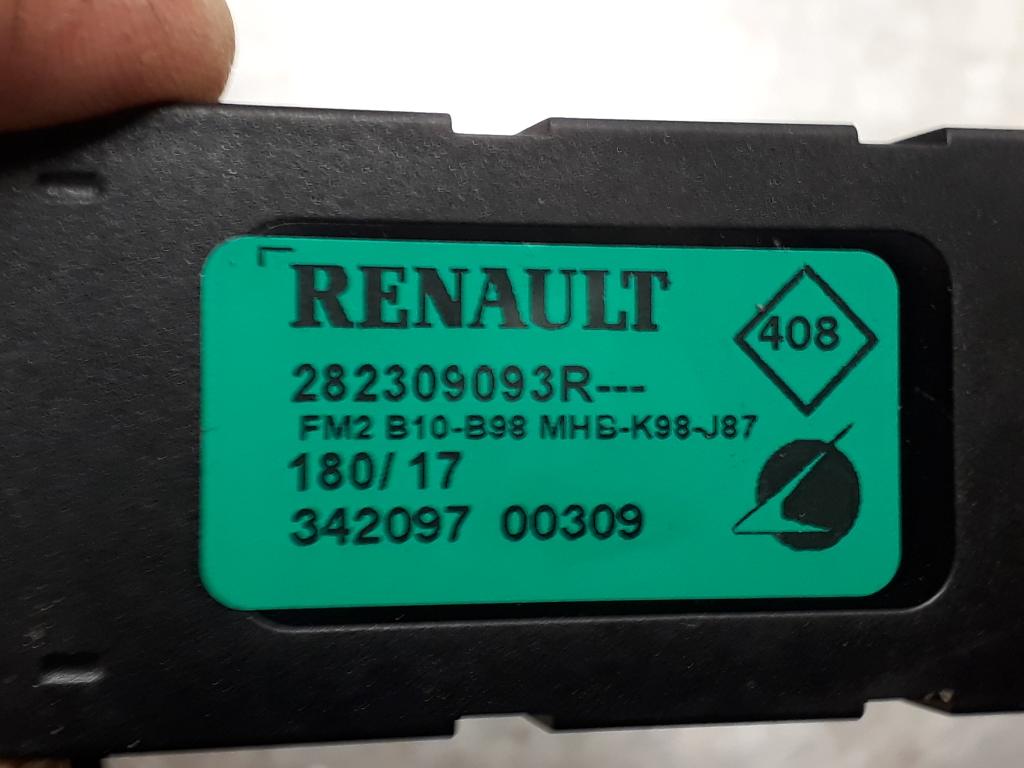 RENAULT
408
282309093R---
FM2 B10-B98 MHB-K98-J87
180/ 17
342097 00309